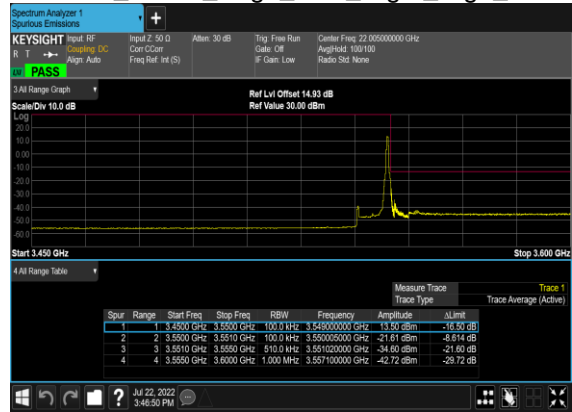 Spectrum Analyzer 1
Spurious Emissions
KEYSIGHT Input: RF Input Z: 50 Ω Atten: 30 dB Trig: Free Run Center Freq: 22.005000000 GHz
R T Coupling: DC Corr CCorr Gate: Off Avg|Hold: 100/100
Align: Auto Freq Ref: Int (S) IF Gain: Low Radio Std: None
PASS
3 All Range Graph
Ref Lvl Offset 14.93 dB
Scale/Div 10.0 dB Ref Value 30.00 dBm
Log
20.0
10.0
0.00
-10.0
-20.0
-30.0
-40.0
-50.0
-60.0
Start 3.450 GHz Stop 3.600 GHz
4 All Range Table
Measure Trace Trace 1
Trace Type Trace Average (Active)
Spur Range Start Freq Stop Freq RBW Frequency Amplitude ΔLimit
1 1 3.4500 GHz 3.5500 GHz 100.0 kHz 3.549000000 GHz 13.50 dBm -16.50 dB
2 2 3.5500 GHz 3.5510 GHz 100.0 kHz 3.550005000 GHz -21.61 dBm -8.614 dB
3 3 3.5510 GHz 3.5550 GHz 510.0 kHz 3.551020000 GHz -34.60 dBm -21.60 dB
4 4 3.5550 GHz 3.6000 GHz 1.000 MHz 3.557100000 GHz -42.72 dBm -29.72 dB
Jul 22, 2022
3:46:50 PM